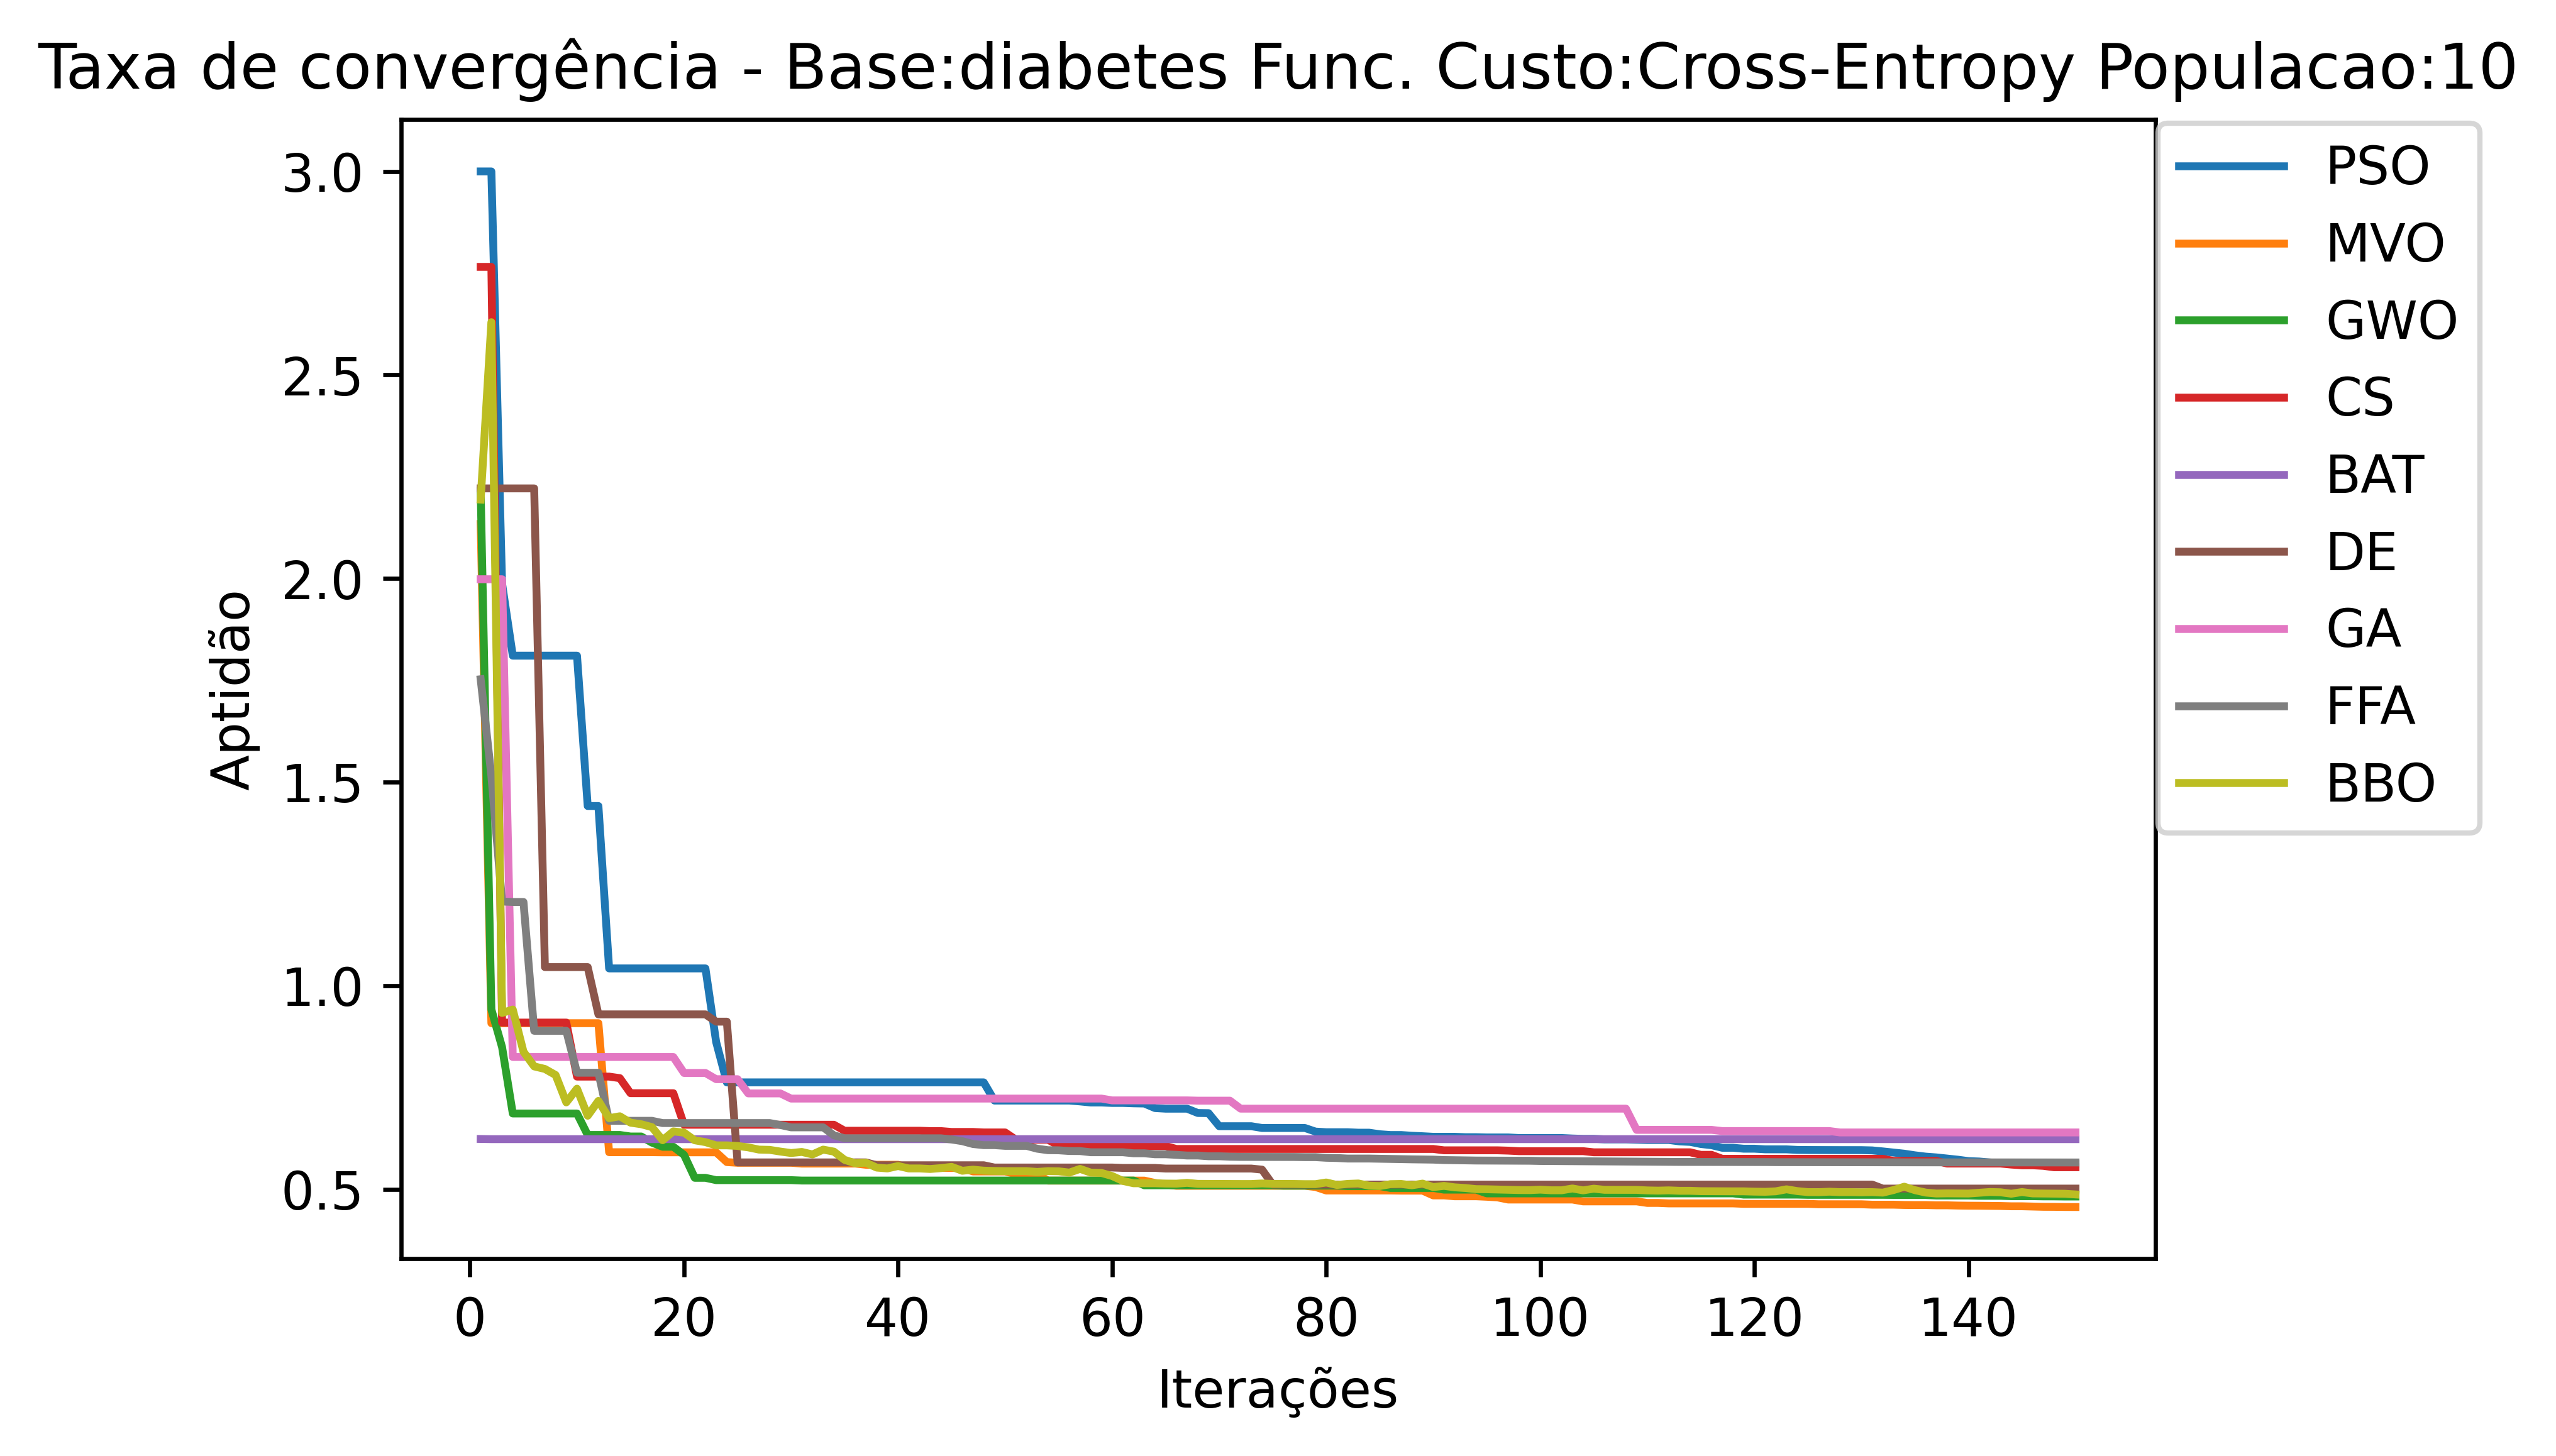 Taxa de convergência - Base:diabetes Func. Custo:Cross-Entropy Populacao:10
3.0
2.5
2.0
1.5
1.0
0.5
Aptidão
0 20 40 60 80 100 120 140
Iterações
PSO
MVO
GWO
CS
BAT
DE
GA
FFA
BBO